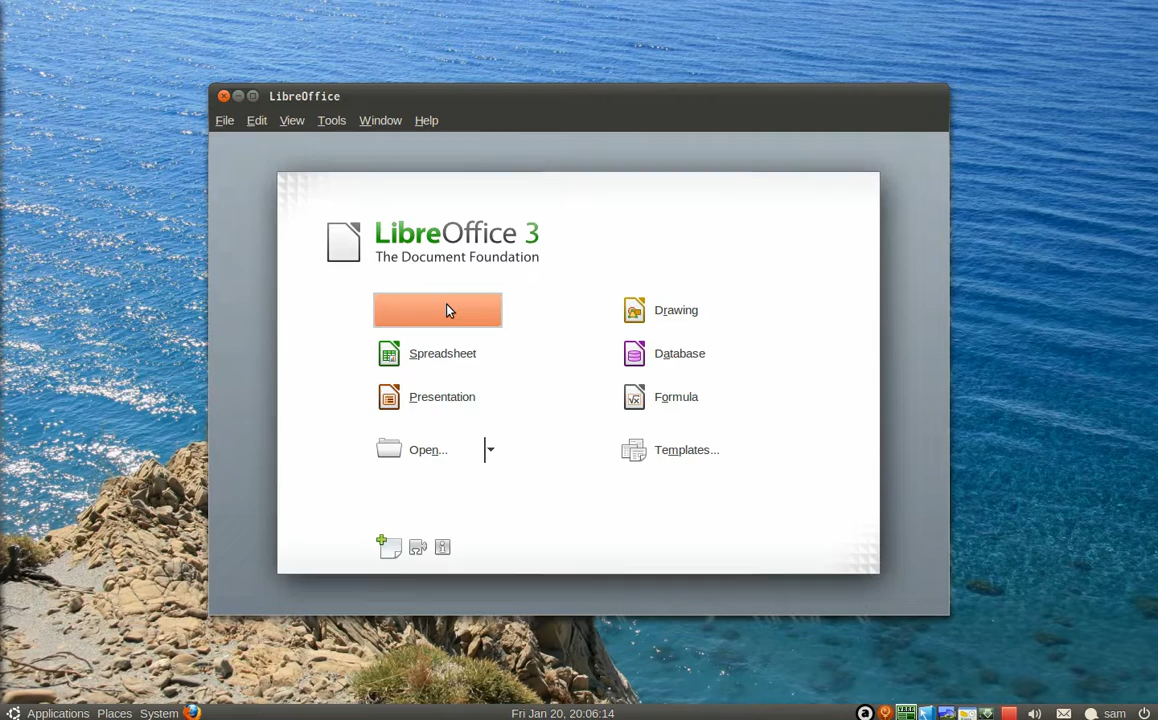 LibreOffice
File Edit View Tools Window Help
LibreOffice 3
The Document Foundation
Drawing
Spreadsheet Database
Presentation Formula
Open... Templates...
Applications Places System Fri Jan 20, 20:06:14 sam